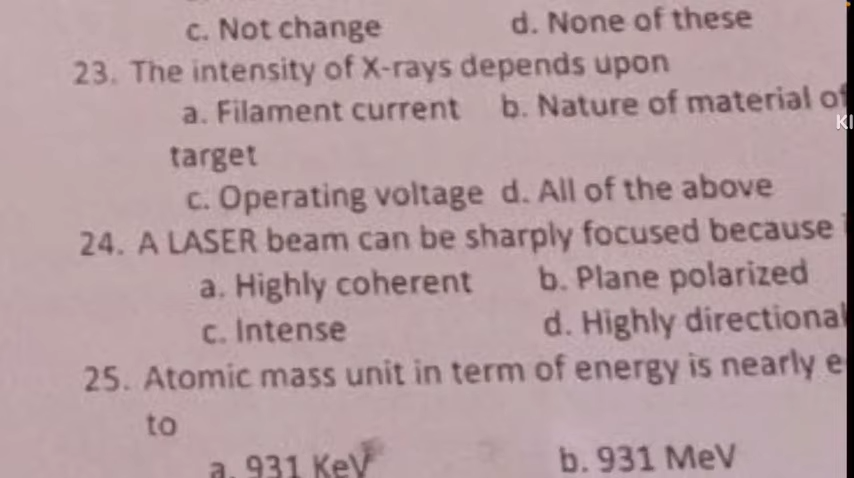 c. Not change d. None of these
23. The intensity of X-rays depends upon
a. Filament current b. Nature of material of
target
c. Operating voltage d. All of the above
24. A LASER beam can be sharply focused because
a. Highly coherent b. Plane polarized
c. Intense d. Highly directional
25. Atomic mass unit in term of energy is nearly e
to
a. 931 KeV b. 931 MeV